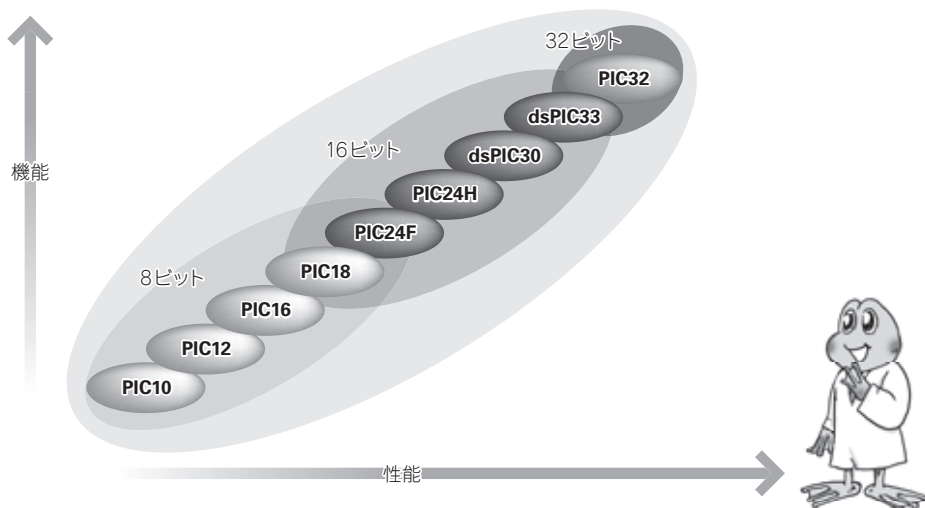 32ビット
PIC32
dsPIC33
16ビット
dsPIC30
機能
PIC24H
PIC24F
8ビット
PIC18
PIC16
PIC12
PIC10
性能